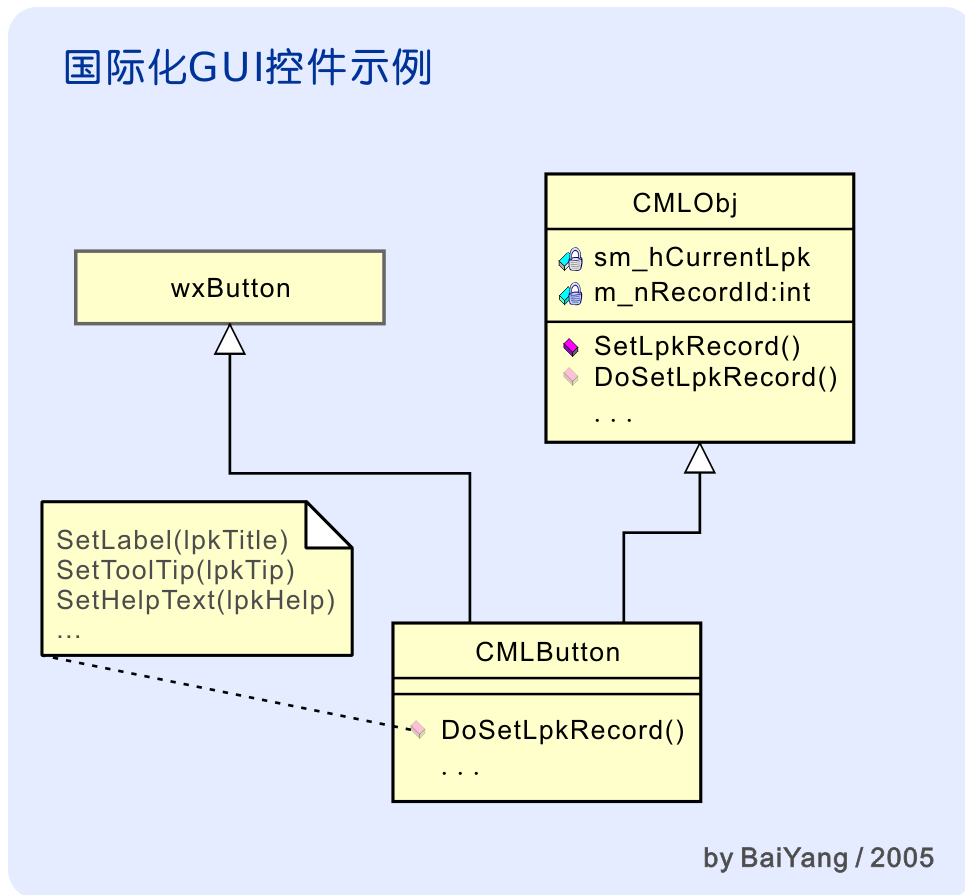 国际化GUI控件示例
CMLObj
sm_hCurrentLpk
m_nRecordId:int
SetLpkRecord()
DoSetLpkRecord()
. . .
wxButton
SetLabel(lpkTitle)
SetToolTip(lpkTip)
SetHelpText(lpkHelp)
...
CMLButton
DoSetLpkRecord()
. . .
by BaiYang / 2005